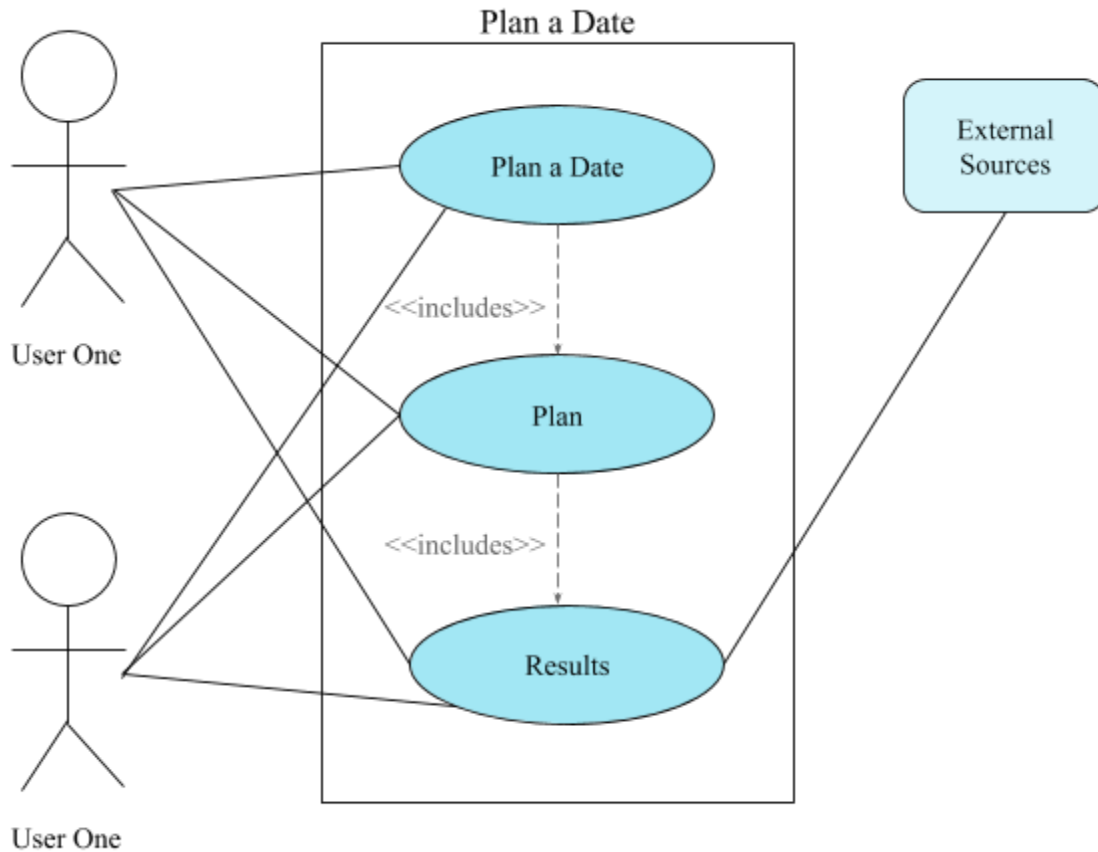 Plan a Date
External
Sources
Plan a Date
<<includes>>
User One
Plan
<<includes>>
Results
User One